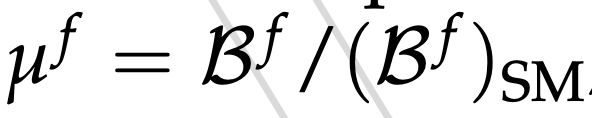 μ^f = ℬ^f/(ℬ^f)_SM,